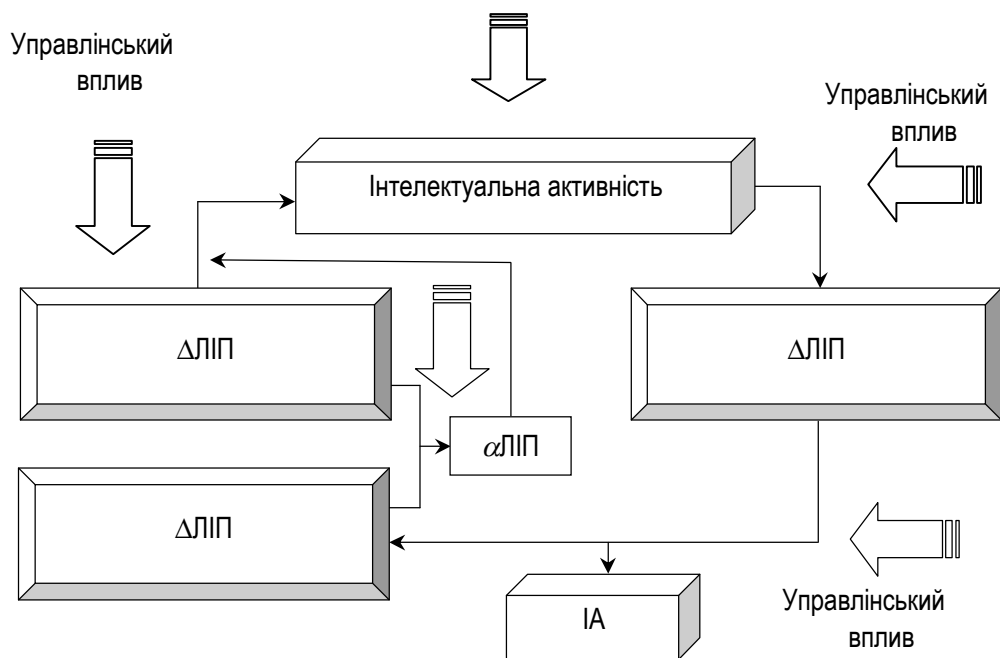 Управлінський
вплив
Управлінський
вплив
Інтелектуальна активність
ΔЛІП
ΔЛІП
αЛІП
ΔЛІП
ІА
Управлінський
вплив